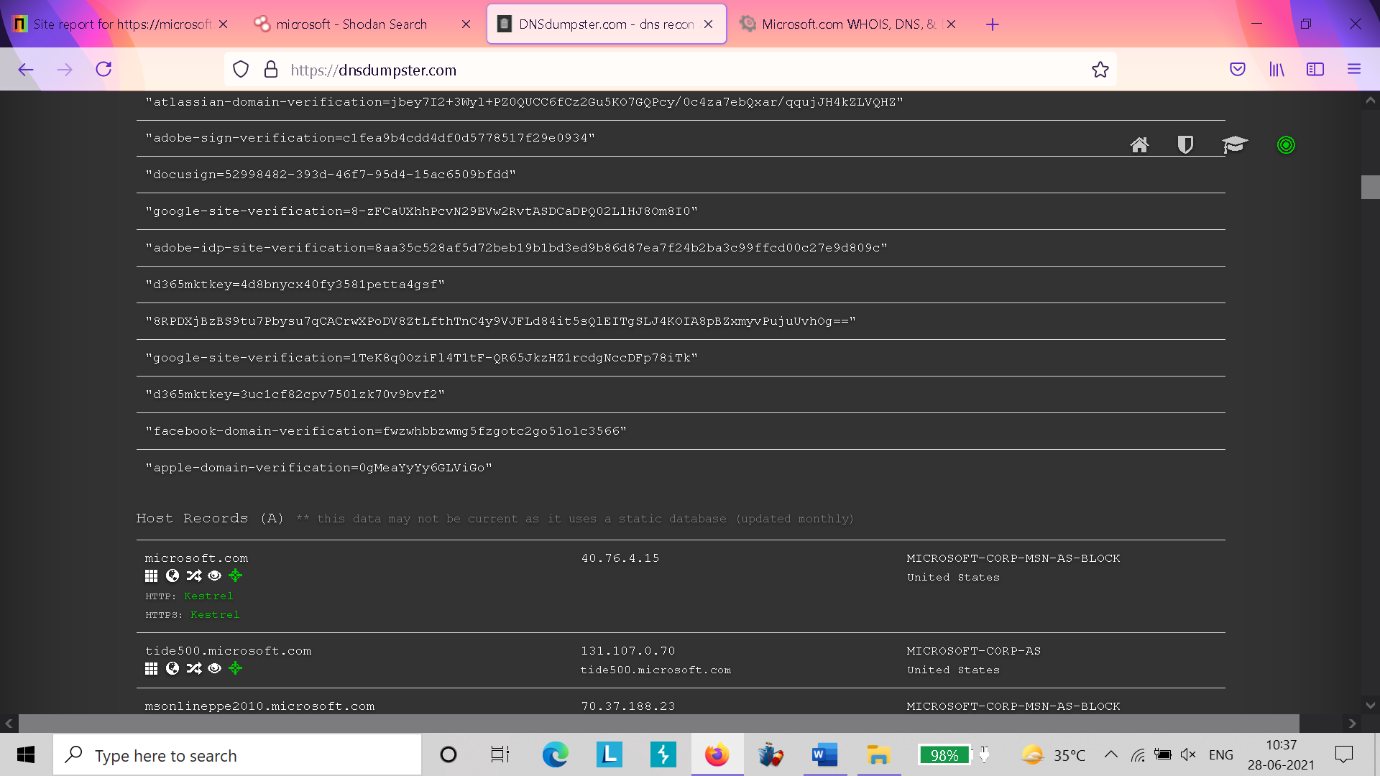 Site report for https://microsoft
microsoft - Shodan Search
DNSdumpster.com - dns recon
Microsoft.com WHOIS, DNS, &
https://dnsdumpster.com
"atlassian-domain-verification=jbey7I2+3Wyl+PZ0QUCC6fCz2Gu5KO7GQPcy/0c4za7ebQxar/qqujJH4kZLVQHZ"
"adobe-sign-verification=c1fea9b4cdd4df0d5778517f29e0934"
"docusign=52998482-393d-46f7-95d4-15ac6509bfdd"
"google-site-verification=8-zFCaUXhhPcvN29EVw2RvtASDCaDPQ02L1HJ8Om8I0"
"adobe-idp-site-verification=8aa35c528af5d72beb19b1bd3ed9b86d87ea7f24b2ba3c99ffcd00c27e9d809c"
"d365mktkey=4d8bnycx40fy3581petta4gsf"
"8RPDXjBzBS9tu7Pbysu7qCACrwXPoDV8ZtLfthTnC4y9VJFLd84it5sQlEITgSLJ4KOIA8pBZxmyvPujuUvhOg=="
"google-site-verification=1TeK8q0OziFl4T1tF-QR65JkzHZ1rcdgNccDFp78iTk"
"d365mktkey=3uc1cf82cpv750lzk70v9bvf2"
"facebook-domain-verification=fwzwhbbzwmg5fzgotc2go51olc3566"
"apple-domain-verification=0gMeaYyYy6GLViGo"
Host Records (A) ** this data may not be current as it uses a static database (updated monthly)
microsoft.com 40.76.4.15 MICROSOFT-CORP-MSN-AS-BLOCK
United States
HTTP: Kestrel
HTTPS: Kestrel
tide500.microsoft.com 131.107.0.70 MICROSOFT-CORP-AS
tide500.microsoft.com United States
msonlineppe2010.microsoft.com 70.37.188.23 MICROSOFT-CORP-MSN-AS-BLOCK
Type here to search
98%
35°C
ENG
10:37
28-06-2021